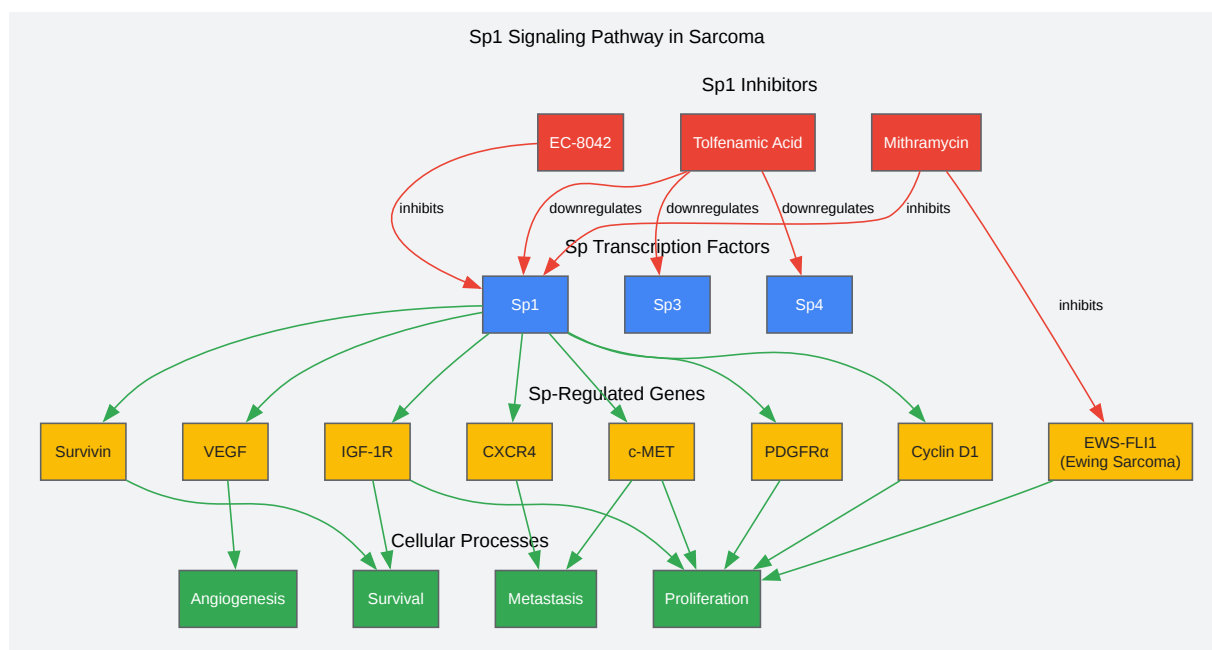 Sp1 Signaling Pathway in Sarcoma
Sp1 Inhibitors
EC-8042
Tolfenamic Acid
Mithramycin
inhibits
downregulates
downregulates
downregulates
inhibits
Sp Transcription Factors
Sp1
Sp3
Sp4
inhibits
Sp-Regulated Genes
Survivin
VEGF
IGF-1R
CXCR4
c-MET
PDGFRα
Cyclin D1
EWS-FLI1
(Ewing Sarcoma)
Cellular Processes
Angiogenesis
Survival
Metastasis
Proliferation